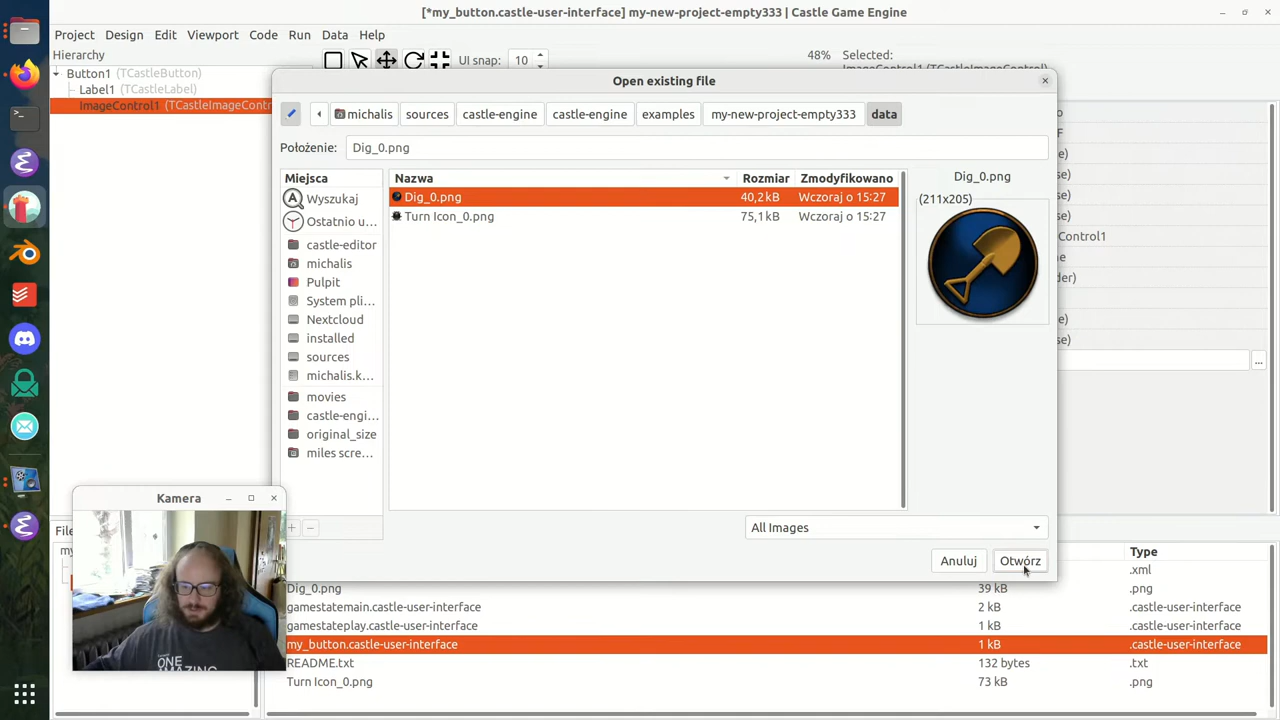 [*my_button.castle-user-interface] my-new-project-empty333 | Castle Game Engine
Project Design Edit Viewport Code Run Data Help
Hierarchy
UI snap: 10
48%
Selected:
Button1 (TCastleButton)
Label1 (TCastleLabel)
ImageControl1 (TCastleImageContr
Open existing file
michalis sources castle-engine castle-engine examples my-new-project-empty333 data
Położenie: Dig_0.png
Miejsca
Wyszukaj
Ostatnio u…
castle-editor
michalis
Pulpit
System pli…
Nextcloud
installed
sources
michalis.k…
movies
castle-engi…
original_size
miles scre…
Nazwa Rozmiar Zmodyfikowano
Dig_0.png 40,2 kB Wczoraj o 15:27
Turn Icon_0.png 75,1 kB Wczoraj o 15:27
Dig_0.png
(211x205)
Control1
...
All Images
Anuluj Otwórz
Kamera
ONE
AMAZING
File
my
Type
.xml
Dig_0.png 39 kB .png
gamestatemain.castle-user-interface 2 kB .castle-user-interface
gamestateplay.castle-user-interface 1 kB .castle-user-interface
my_button.castle-user-interface 1 kB .castle-user-interface
README.txt 132 bytes .txt
Turn Icon_0.png 73 kB .png